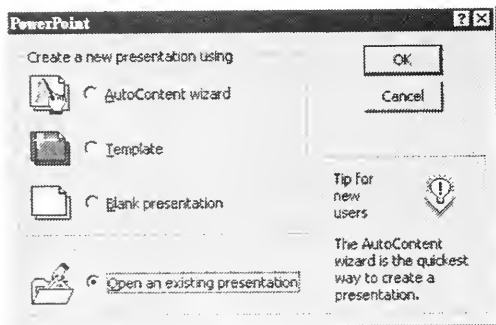 PowerPoint
Create a new presentation using
AutoContent wizard
Template
Blank presentation
Open an existing presentation
OK
Cancel
Tip for
new
users
The AutoContent
wizard is the quickest
way to create a
presentation.